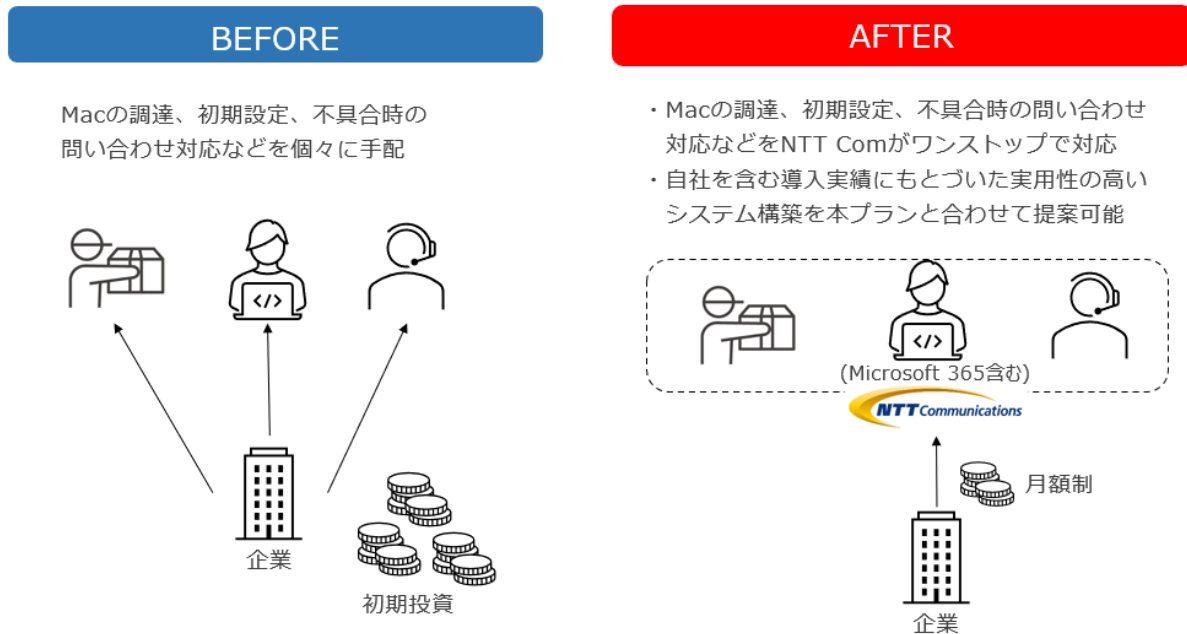 BEFORE
Macの調達、初期設定、不具合時の
問い合わせ対応などを個々に手配
</>
企業
初期投資
AFTER
・Macの調達、初期設定、不具合時の問い合わせ
対応などをNTT Comがワンストップで対応
・自社を含む導入実績にもとづいた実用性の高い
システム構築を本プランと合わせて提案可能
</>
(Microsoft 365含む)
NTT Communications
月額制
企業